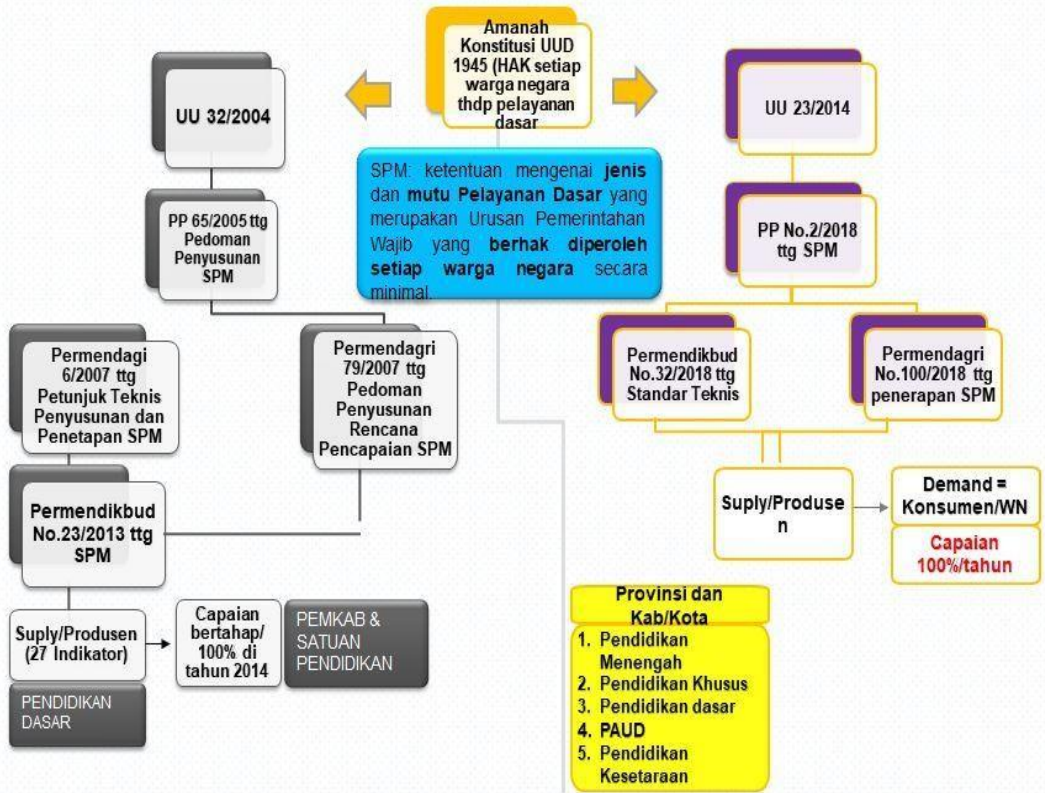 Amanah
Konstitusi UUD
1945 (HAK setiap
warga negara
thdp pelayanan
dasar
UU 32/2004
UU 23/2014
SPM: ketentuan mengenai jenis
dan mutu Pelayanan Dasar yang
merupakan Urusan Pemerintahan
Wajib yang berhak diperoleh
setiap warga negara secara
minimal.
PP 65/2005 ttg
Pedoman
Penyusunan
SPM
PP No.2/2018
ttg SPM
Permendagi
6/2007 ttg
Petunjuk Teknis
Penyusunan dan
Penetapan SPM
Permendagri
79/2007 ttg
Pedoman
Penyusunan
Rencana
Pencapaian SPM
Permendikbud
No.32/2018 ttg
Standar Teknis
Permendagri
No.100/2018 ttg
penerapan SPM
Permendikbud
No.23/2013 ttg
SPM
Suply/Produse
n
Demand =
Konsumen/WN
Capaian
100%/tahun
Suply/Produsen
(27 Indikator)
Capaian
bertahap/
100% di
tahun 2014
PEMKAB &
SATUAN
PENDIDIKAN
PENDIDIKAN
DASAR
Provinsi dan
Kab/Kota
1. Pendidikan
Menengah
2. Pendidikan Khusus
3. Pendidikan dasar
4. PAUD
5. Pendidikan
Kesetaraan